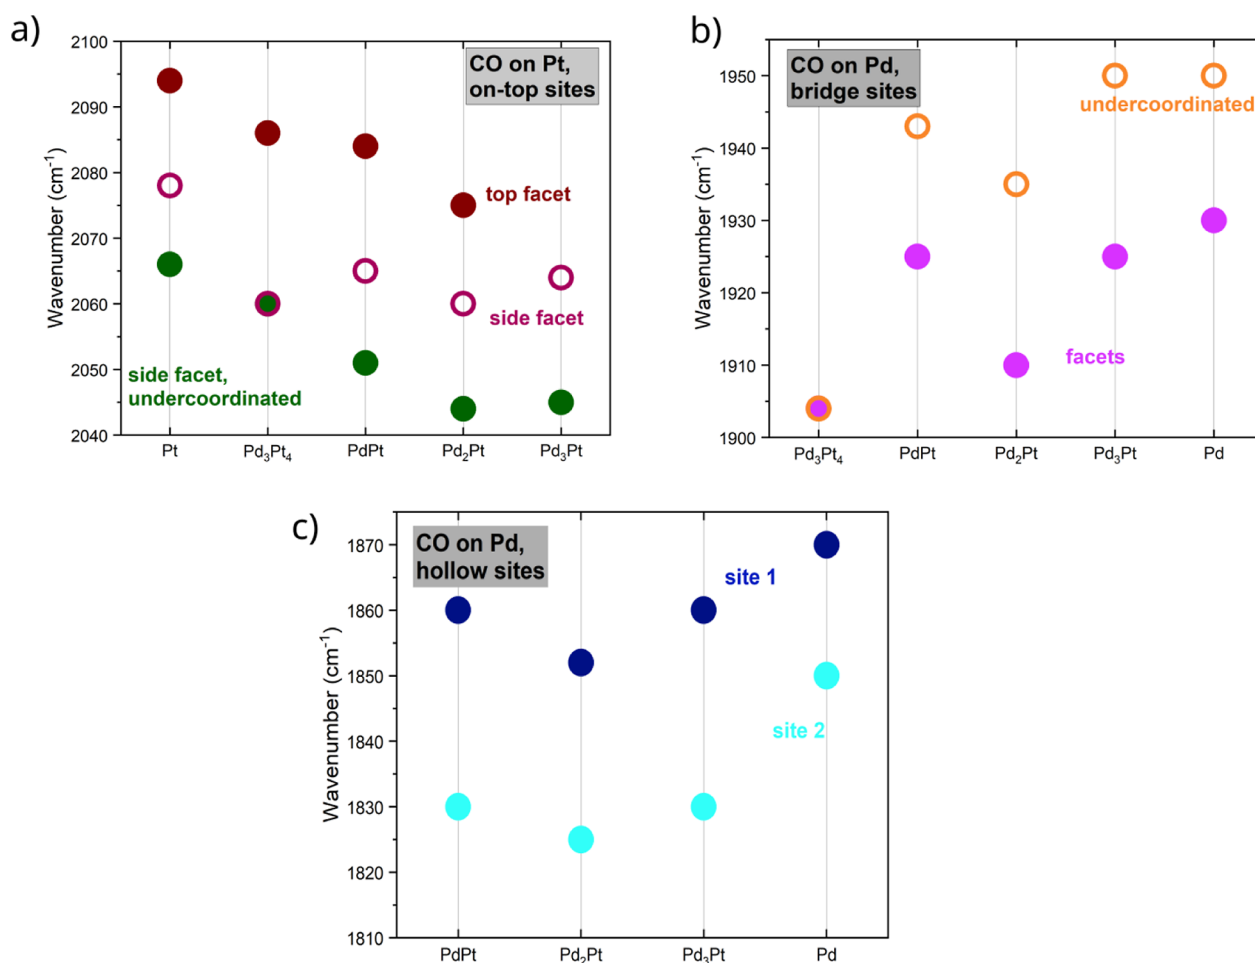 a)
CO on Pt,
on-top sites
Wavenumber (cm⁻¹)
2100
2090
2080
2070
2060
2050
2040
top facet
side facet
side facet,
undercoordinated
Pt
Pd₃Pt₄
PdPt
Pd₂Pt
Pd₃Pt
b)
CO on Pd,
bridge sites
Wavenumber (cm⁻¹)
1950
1940
1930
1920
1910
1900
undercoordinated
facets
Pd₃Pt₄
PdPt
Pd₂Pt
Pd₃Pt
Pd
c)
CO on Pd,
hollow sites
Wavenumber (cm⁻¹)
1870
1860
1850
1840
1830
1820
1810
site 1
site 2
PdPt
Pd₂Pt
Pd₃Pt
Pd